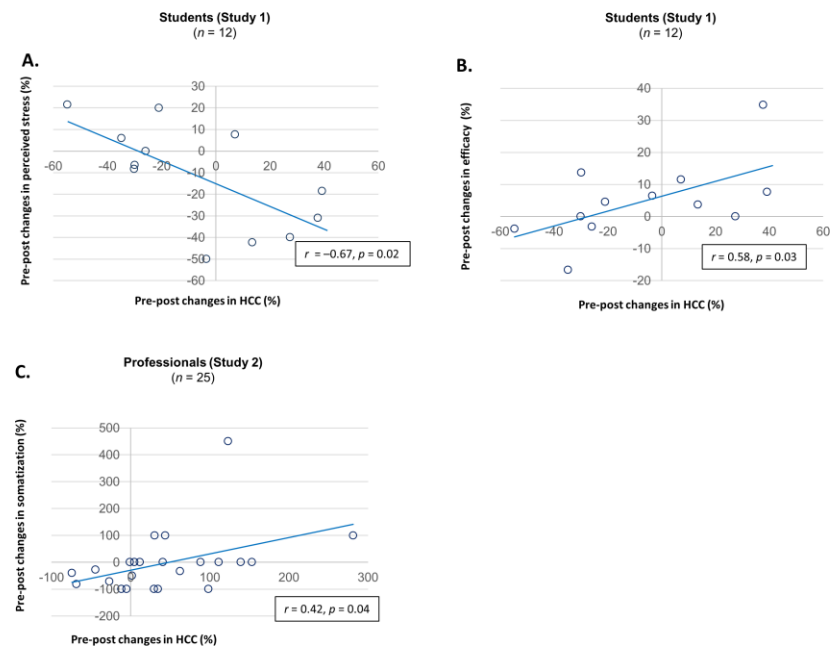 Students (Study 1)
(n = 12)
A.
Pre-post changes in perceived stress (%)
30
20
10
0
-10
-20
-30
-40
-50
-60
-60
-40
-20
0
20
40
60
r = –0.67, p = 0.02
Pre-post changes in HCC (%)
Students (Study 1)
(n = 12)
B.
Pre-post changes in efficacy (%)
40
30
20
10
0
-10
-20
-60
-40
-20
0
20
40
60
r = 0.58, p = 0.03
Pre-post changes in HCC (%)
Professionals (Study 2)
(n = 25)
C.
Pre-post changes in somatization (%)
500
400
300
200
100
0
-100
-200
-100
0
100
200
300
r = 0.42, p = 0.04
Pre-post changes in HCC (%)